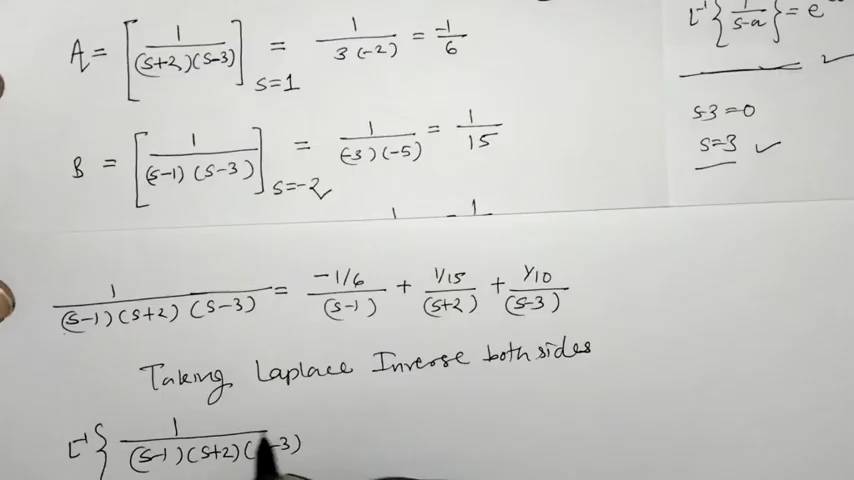 A = [ 1 / (s+2)(s-3) ] s=1 = 1 / 3(-2) = -1/6
B = [ 1 / (s-1)(s-3) ] s=-2 = 1 / (-3)(-5) = 1/15
1 / (s-1)(s+2)(s-3) = -1/6 / (s-1) + 1/15 / (s+2) + 1/10 / (s-3)
Taking Laplace Inverse both sides
L⁻¹{ 1 / (s-1)(s+2)( -3)
L⁻¹{ 1 / s-a } = e
s-3=0
s=3 ✓